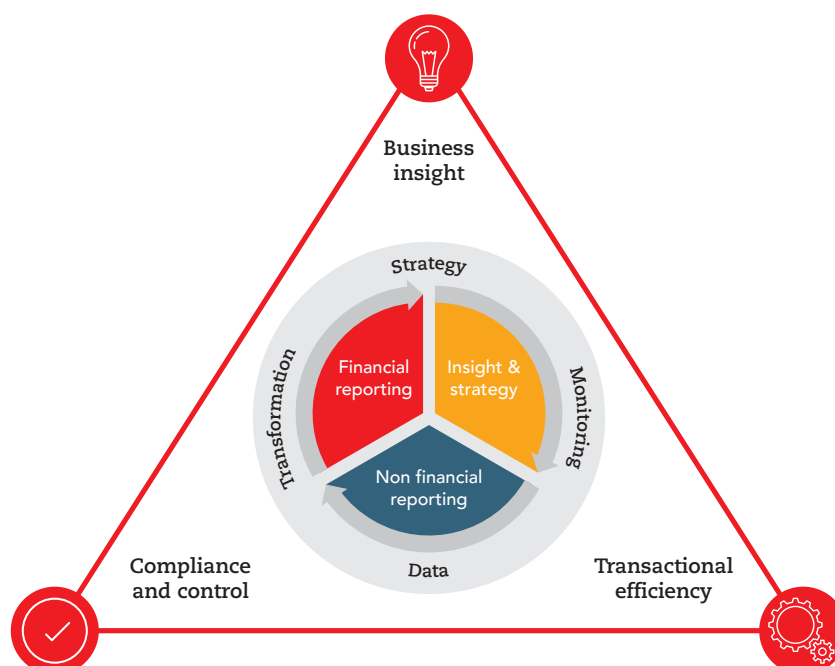 Business
insight
Strategy
Financial
reporting
Insight &
strategy
Transformation
Monitoring
Non financial
reporting
Data
Compliance
and control
Transactional
efficiency